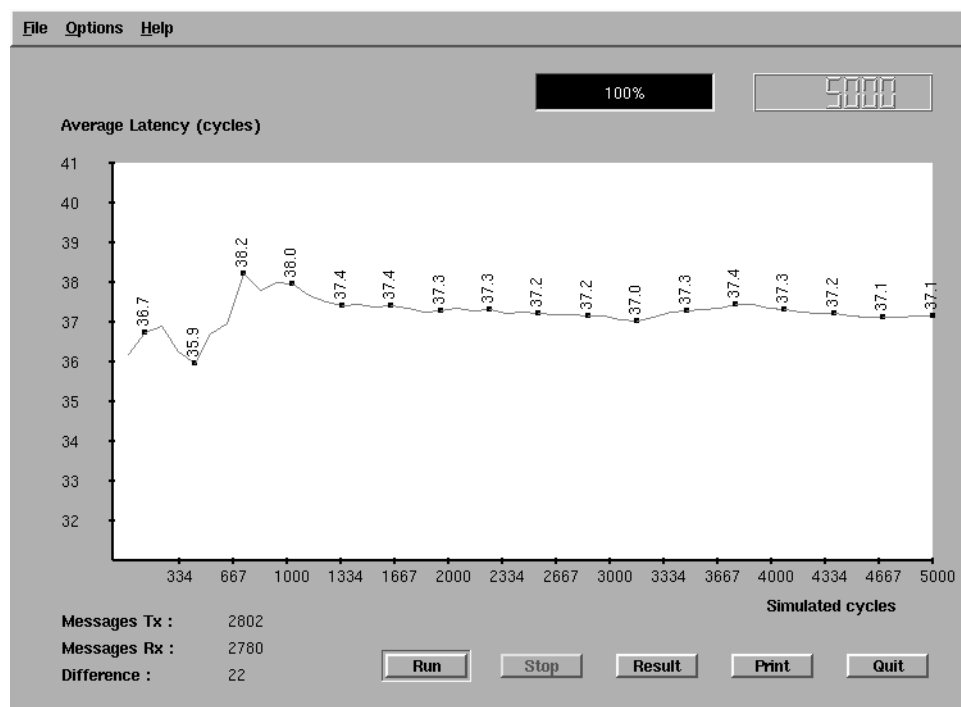 File Options Help
100% 5000
Average Latency (cycles)
41
40
39
38
37
36
35
34
33
32
36.7 35.9 38.2 38.0 37.4 37.4 37.3 37.3 37.2 37.2 37.0 37.3 37.4 37.3 37.2 37.1 37.1
334 667 1000 1334 1667 2000 2334 2667 3000 3334 3667 4000 4334 4667 5000
Simulated cycles
Messages Tx : 2802
Messages Rx : 2780
Difference : 22
Run Stop Result Print Quit